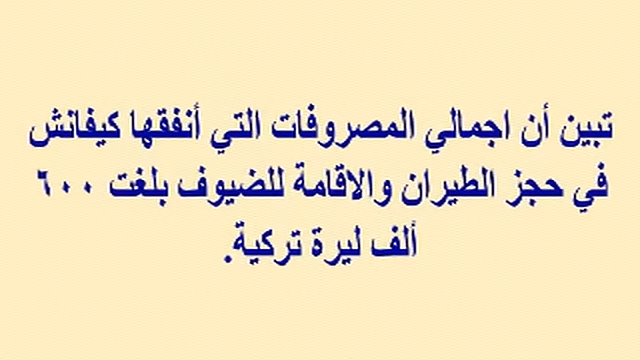 تبين أن اجمالي المصروفات التي أنفقها كيفانش
في حجز الطيران والاقامة للضيوف بلغت ٦٠٠
ألف ليرة تركية.